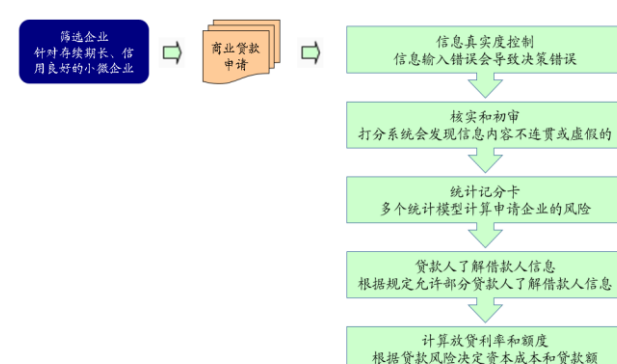 筛选企业
针对存续期长、信
用良好的小微企业
商业贷款
申请
信息真实度控制
信息输入错误会导致决策错误
核实和初审
打分系统会发现信息内容不连贯或虚假的
统计记分卡
多个统计模型计算申请企业的风险
贷款人了解借款人信息
根据规定允许部分贷款人了解借款人信息
计算放贷利率和额度
根据贷款风险决定资本成本和贷款额